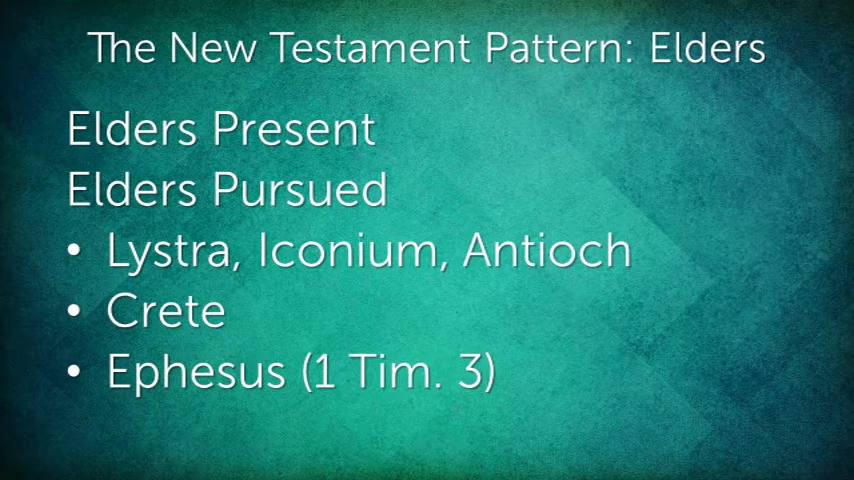 The New Testament Pattern: Elders
Elders Present
Elders Pursued
• Lystra, Iconium, Antioch
• Crete
• Ephesus (1 Tim. 3)